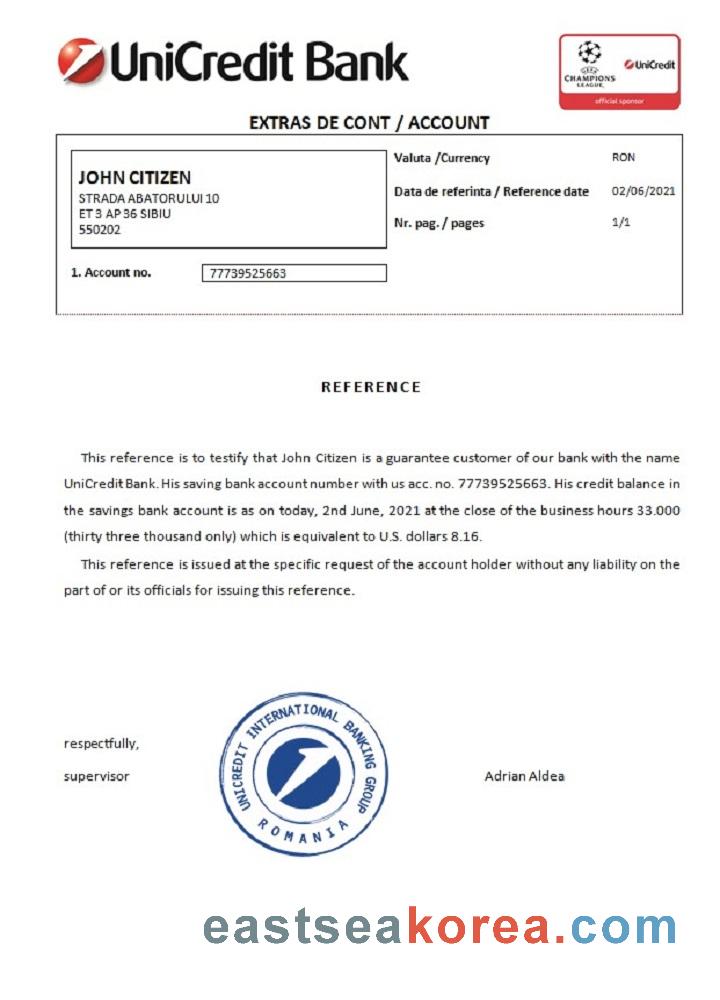 UniCredit Bank
UEFA
CHAMPIONS
LEAGUE
UniCredit
official sponsor
EXTRAS DE CONT / ACCOUNT
JOHN CITIZEN
STRADA ABATORULUI 10
ET 3 AP 36 SIBIU
550202
Valuta /Currency RON
Data de referinta / Reference date 02/06/2021
Nr. pag. / pages 1/1
1. Account no. 77739525663
REFERENCE
This reference is to testify that John Citizen is a guarantee customer of our bank with the name
UniCredit Bank. His saving bank account number with us acc. no. 77739525663. His credit balance in
the savings bank account is as on today, 2nd June, 2021 at the close of the business hours 33.000
(thirty three thousand only) which is equivalent to U.S. dollars 8.16.
This reference is issued at the specific request of the account holder without any liability on the
part of or its officials for issuing this reference.
respectfully,
supervisor
UNICREDIT INTERNATIONAL BANKING GROUP
ROMANIA
Adrian Aldea
eastseakorea.com